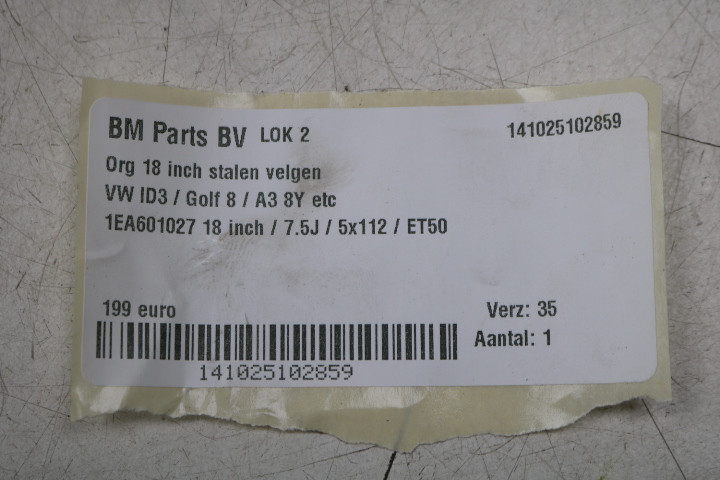 BM Parts BV LOK 2 141025102859
Org 18 inch stalen velgen
VW ID3 / Golf 8 / A3 8Y etc
1EA601027 18 inch / 7.5J / 5x112 / ET50
199 euro Verz: 35
Aantal: 1
141025102859